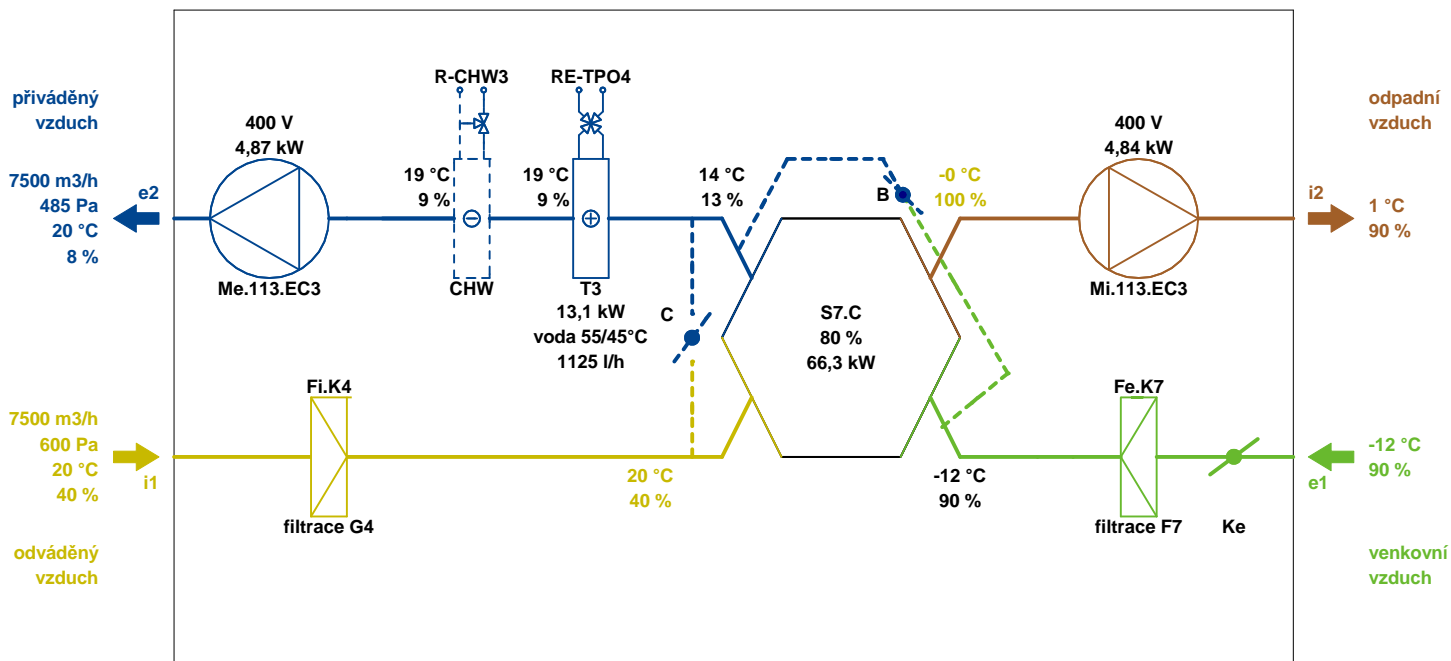 přiváděný
vzduch
7500 m3/h
485 Pa
20 °C
8 %
e2
400 V
4,87 kW
Me.113.EC3
R-CHW3
19 °C
9 %
CHW
RE-TPO4
19 °C
9 %
T3
13,1 kW
voda 55/45°C
1125 l/h
14 °C
13 %
C
B
-0 °C
100 %
S7.C
80 %
66,3 kW
400 V
4,84 kW
Mi.113.EC3
odpadní
vzduch
i2
1 °C
90 %
7500 m3/h
600 Pa
20 °C
40 %
i1
odváděný
vzduch
Fi.K4
filtrace G4
20 °C
40 %
-12 °C
90 %
Fe.K7
filtrace F7
Ke
-12 °C
90 %
e1
venkovní
vzduch